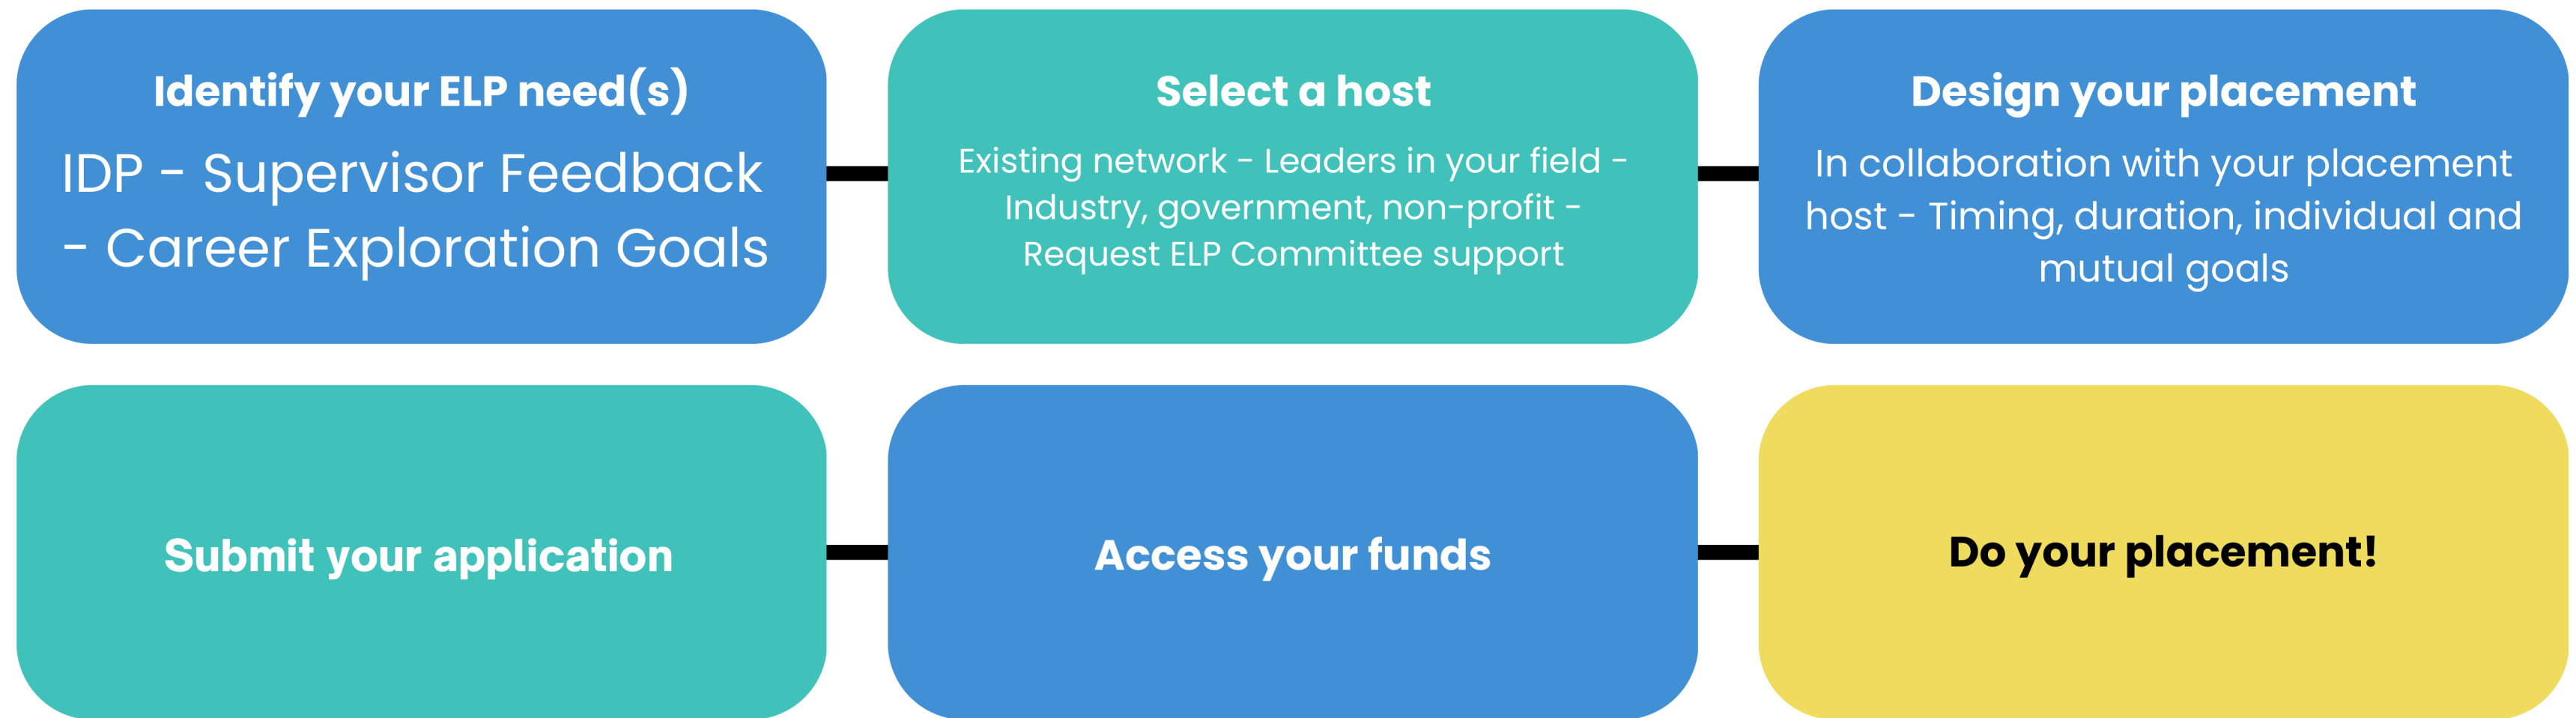 Identify your ELP need(s)
IDP - Supervisor Feedback
- Career Exploration Goals
Select a host
Existing network - Leaders in your field -
Industry, government, non-profit -
Request ELP Committee support
Design your placement
In collaboration with your placement
host - Timing, duration, individual and
mutual goals
Submit your application
Access your funds
Do your placement!